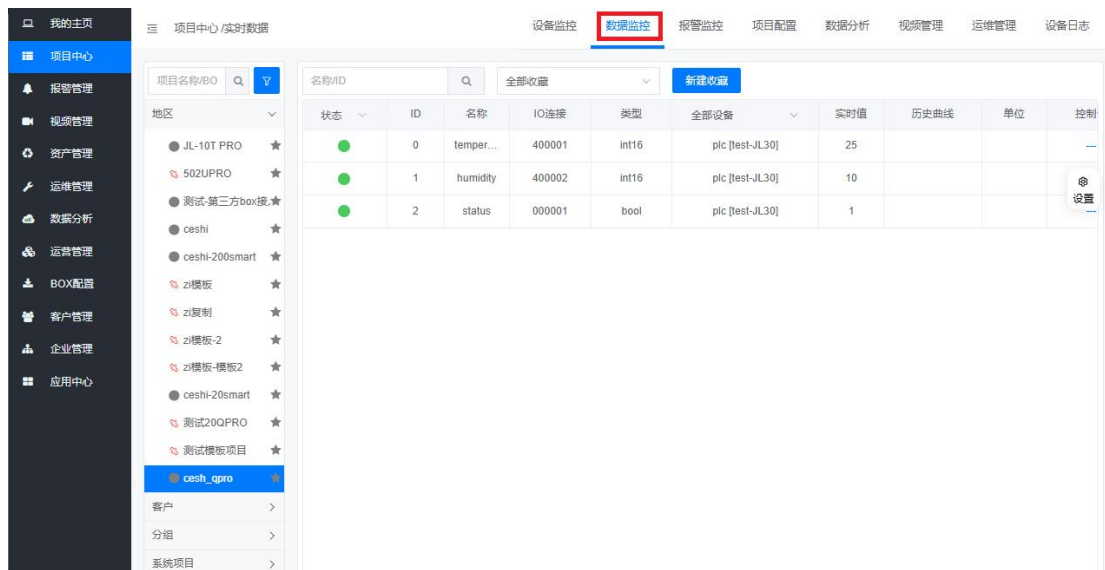 我的主页
项目中心
报警管理
视频管理
资产管理
运维管理
数据分析
运营管理
BOX配置
客户管理
企业管理
应用中心
项目中心 /实时数据
设备监控 数据监控 报警监控 项目配置 数据分析 视频管理 运维管理 设备日志
项目名称/BO
地区
JL-10T PRO
502UPRO
测试-第三方box接
ceshi
ceshi-200smart
zi模板
zi复制
zi模板-2
zi模板-模板2
ceshi-20smart
测试20QPRO
测试模板项目
cesh_qpro
客户
分组
系统项目
名称/ID 全部收藏 新建收藏
状态 ID 名称 IO连接 类型 全部设备 实时值 历史曲线 单位 控制
0 temper... 400001 int16 plc [test-JL30] 25 ---
1 humidity 400002 int16 plc [test-JL30] 10
2 status 000001 bool plc [test-JL30] 1 ---
设置